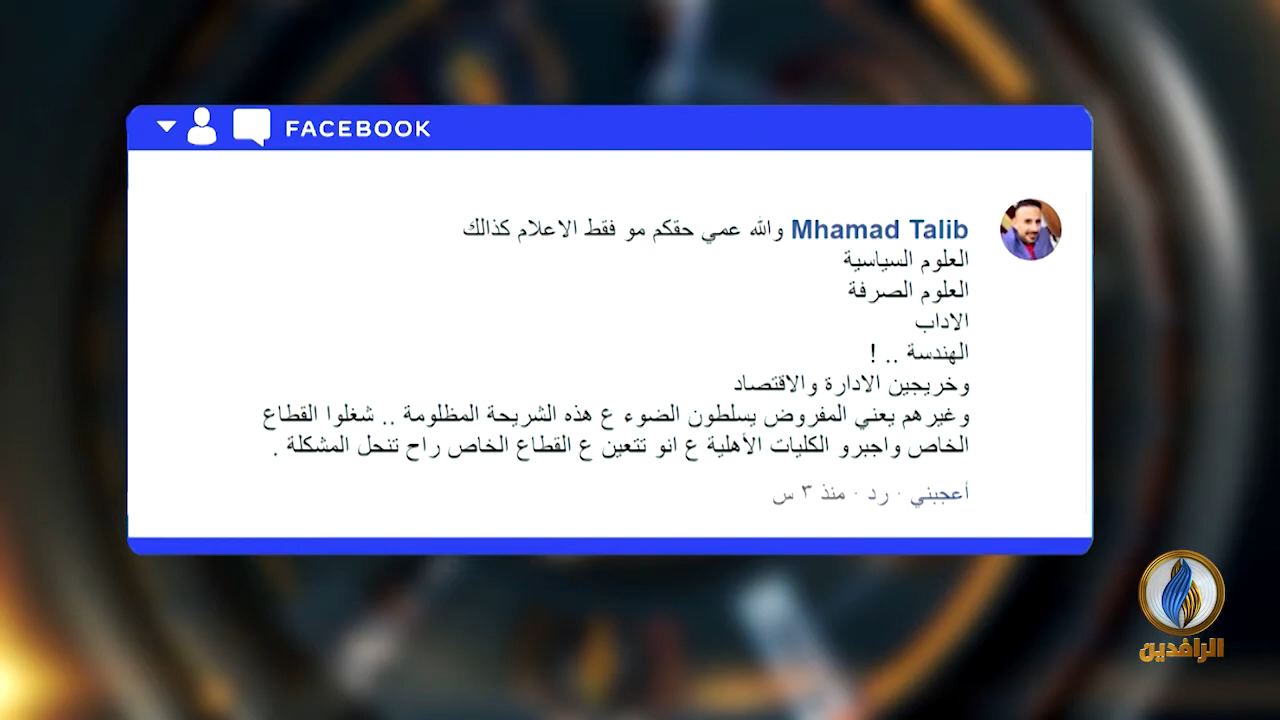 FACEBOOK
Mhamad Talib والله عمي حقكم مو فقط الاعلام كذالك
العلوم السياسية
العلوم الصرفة
الاداب
الهندسة .. !
وخريجين الادارة والاقتصاد
وغيرهم يعني المفروض يسلطون الضوء ع هذه الشريحة المظلومة .. شغلوا القطاع
الخاص واجبرو الكليات الأهلية ع انو تتعين ع القطاع الخاص راح تنحل المشكلة .
أعجبني · رد · منذ ٣ س
الرافدين